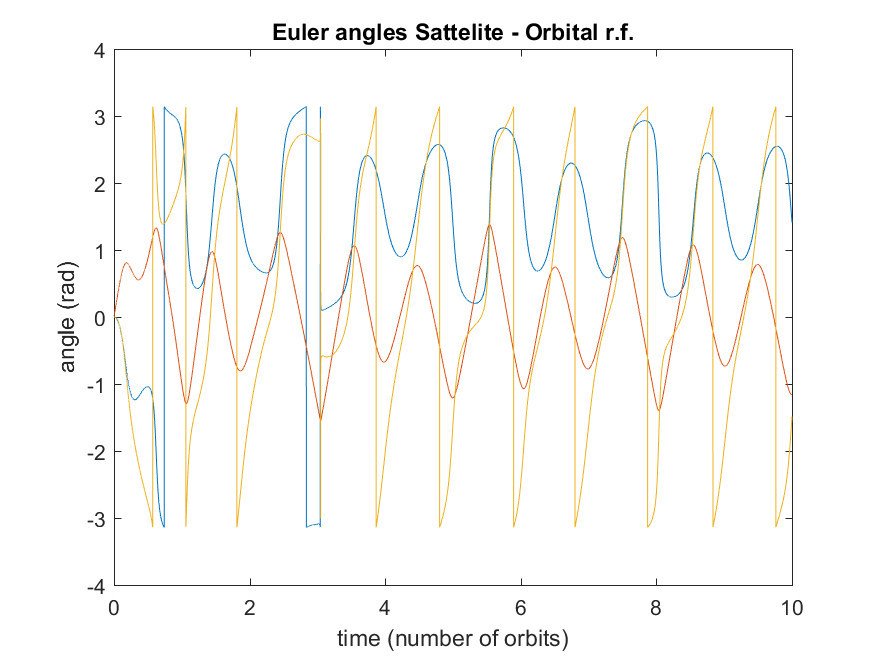 Euler angles Sattelite - Orbital r.f.
4
3
2
1
0
-1
-2
-3
-4
angle (rad)
0 2 4 6 8 10
time (number of orbits)